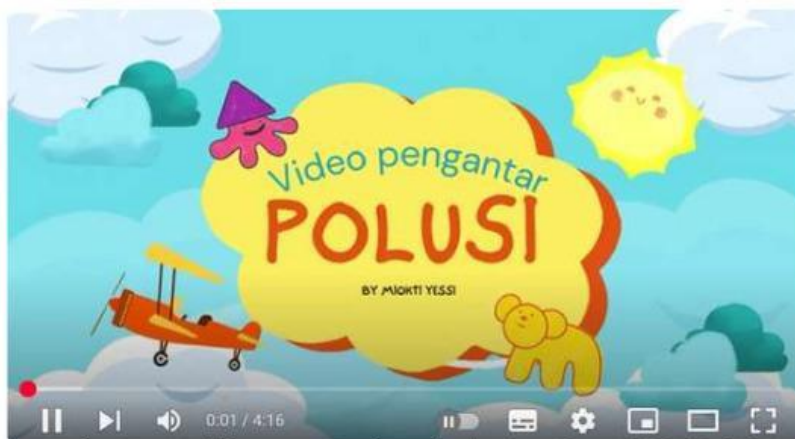 Video pengantar
POLUSI
BY MIOKTI YESSI
0:01 / 4:16